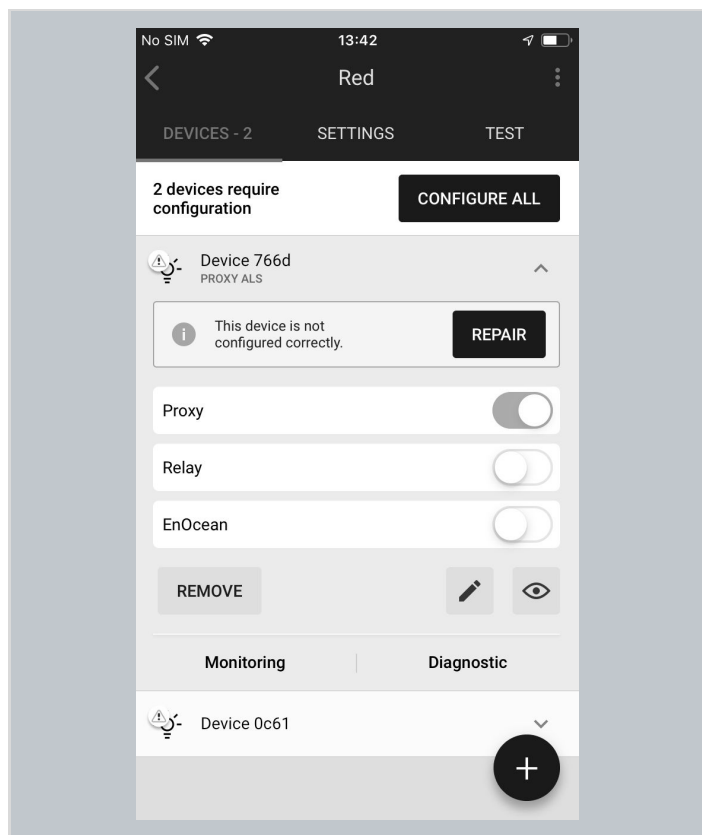 No SIM 13:42
Red
DEVICES - 2 SETTINGS TEST
2 devices require
configuration
CONFIGURE ALL
Device 766d
PROXY ALS
This device is not
configured correctly.
REPAIR
Proxy
Relay
EnOcean
REMOVE
Monitoring Diagnostic
Device 0c61